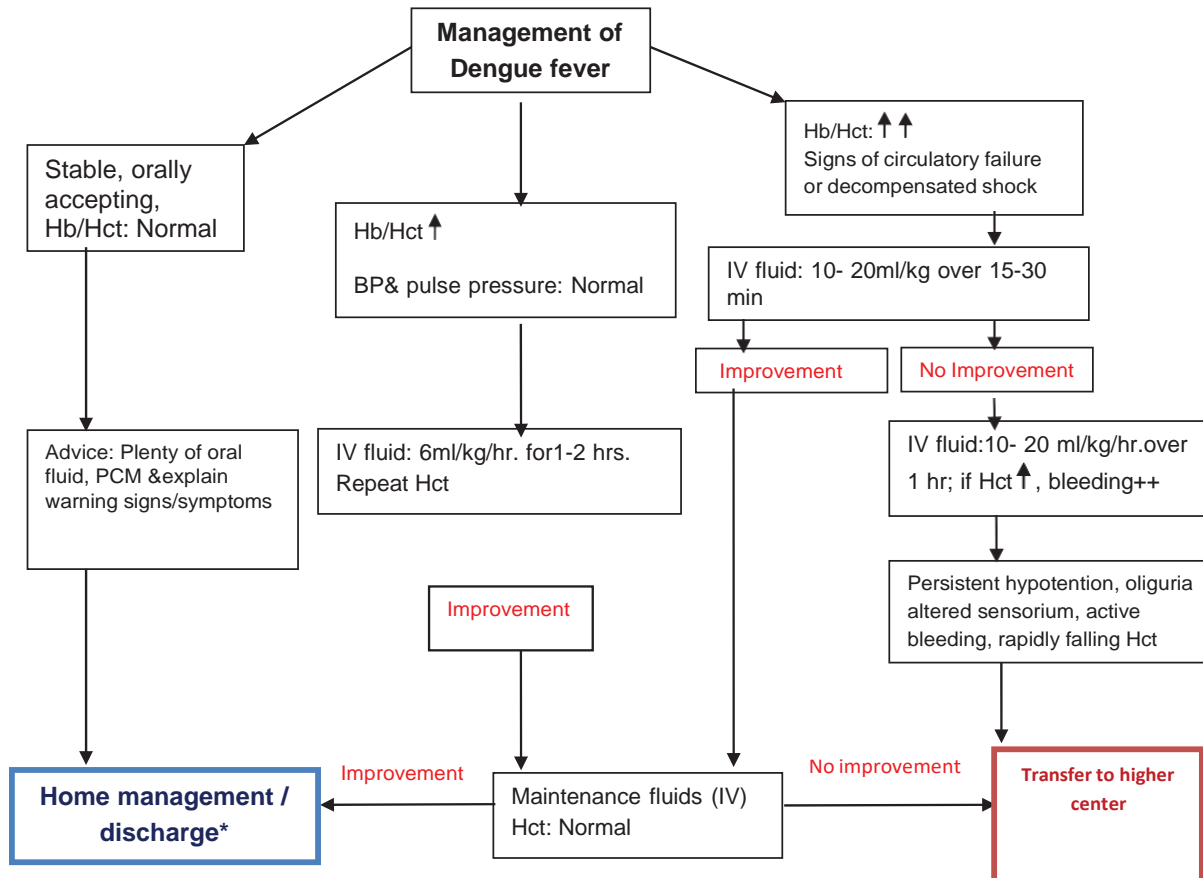 Management of
Dengue fever
Stable, orally
accepting,
Hb/Hct: Normal
Hb/Hct ↑
BP& pulse pressure: Normal
Hb/Hct: ↑ ↑
Signs of circulatory failure
or decompensated shock
IV fluid: 10- 20ml/kg over 15-30
min
Improvement
No Improvement
Advice: Plenty of oral
fluid, PCM &explain
warning signs/symptoms
IV fluid: 6ml/kg/hr. for1-2 hrs.
Repeat Hct
IV fluid:10- 20 ml/kg/hr.over
1 hr; if Hct ↑ , bleeding++
Improvement
Persistent hypotention, oliguria
altered sensorium, active
bleeding, rapidly falling Hct
Home management /
discharge*
Improvement
Maintenance fluids (IV)
Hct: Normal
No improvement
Transfer to higher
center